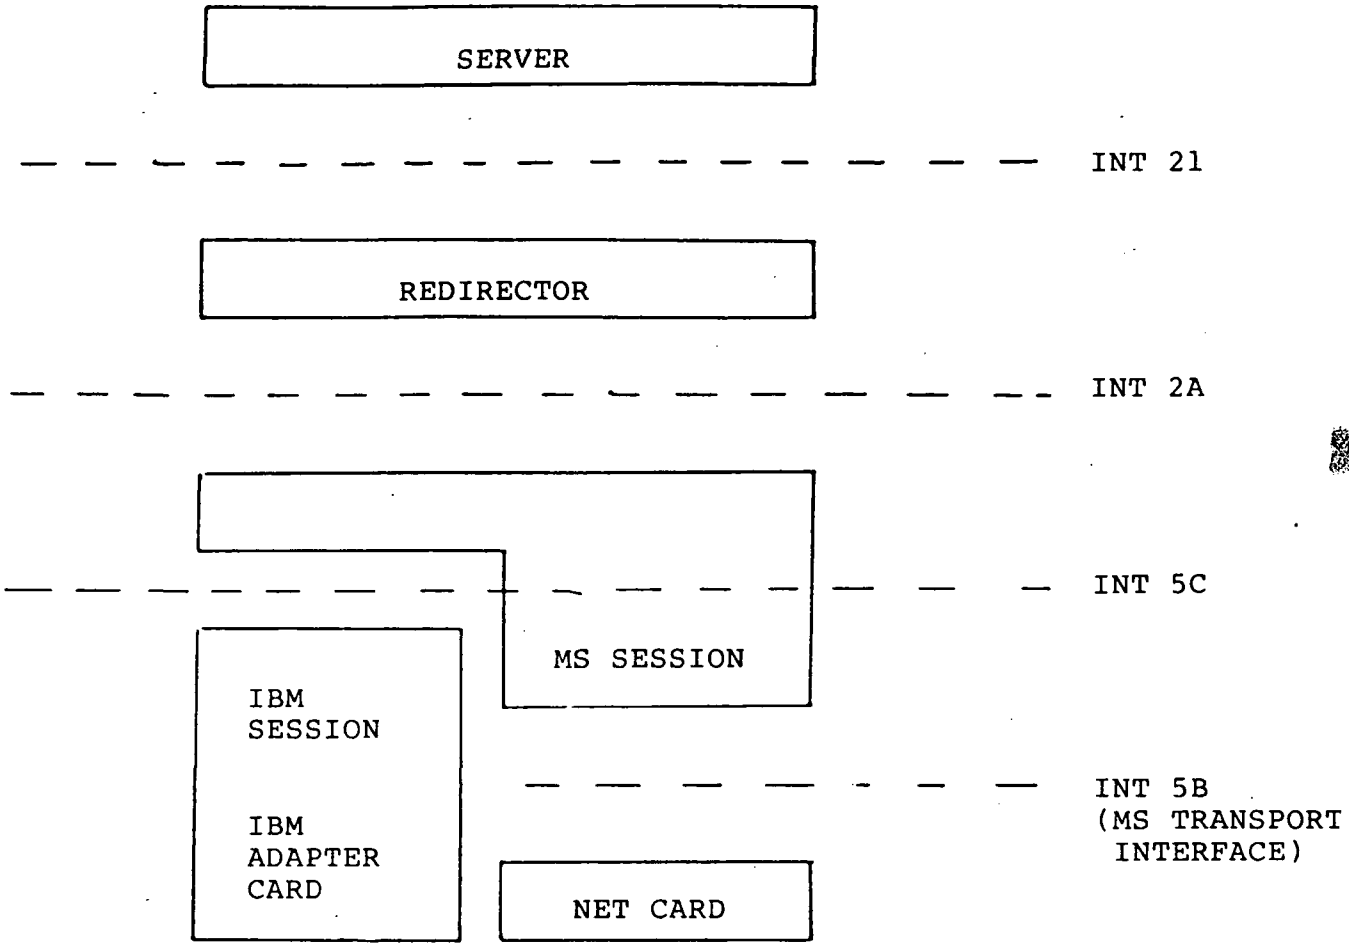 SERVER
INT 21
REDIRECTOR
INT 2A
INT 5C
MS SESSION
IBM
SESSION
INT 5B
(MS TRANSPORT
INTERFACE)
IBM
ADAPTER
CARD
NET CARD